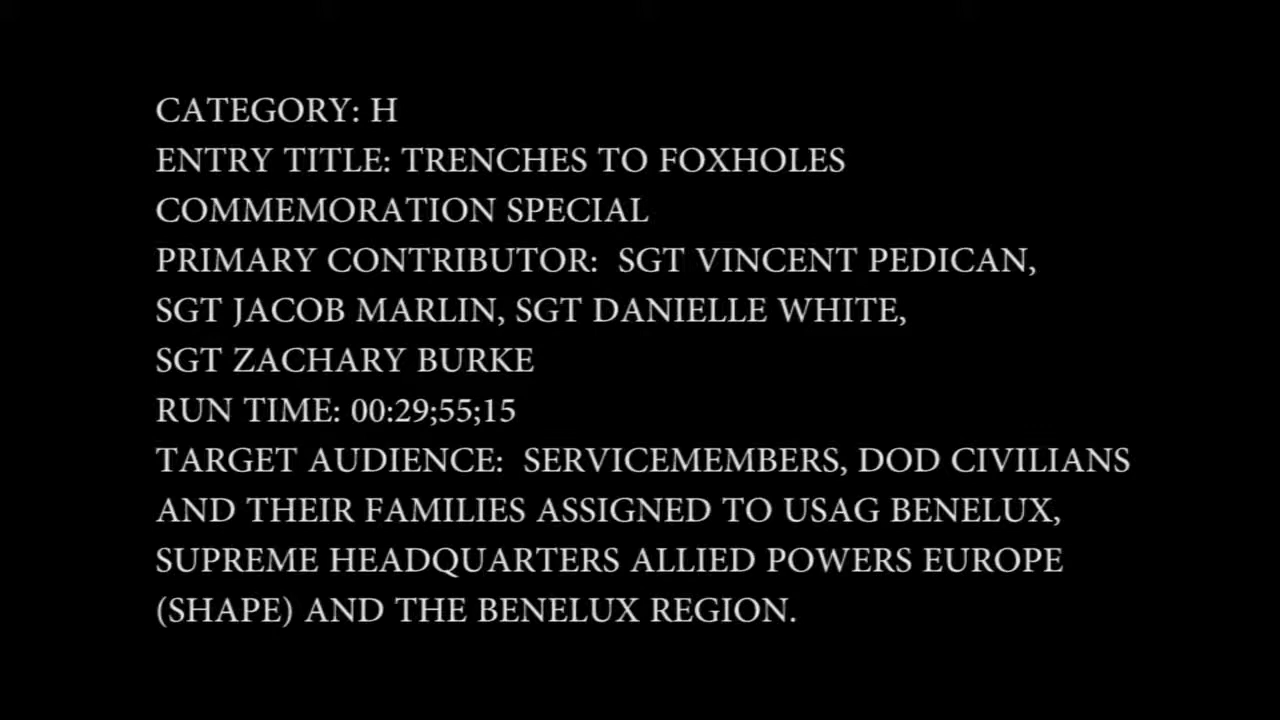 CATEGORY: H
ENTRY TITLE: TRENCHES TO FOXHOLES
COMMEMORATION SPECIAL
PRIMARY CONTRIBUTOR:  SGT VINCENT PEDICAN,
SGT JACOB MARLIN, SGT DANIELLE WHITE,
SGT ZACHARY BURKE
RUN TIME: 00:29;55;15
TARGET AUDIENCE:  SERVICEMEMBERS, DOD CIVILIANS
AND THEIR FAMILIES ASSIGNED TO USAG BENELUX,
SUPREME HEADQUARTERS ALLIED POWERS EUROPE
(SHAPE) AND THE BENELUX REGION.